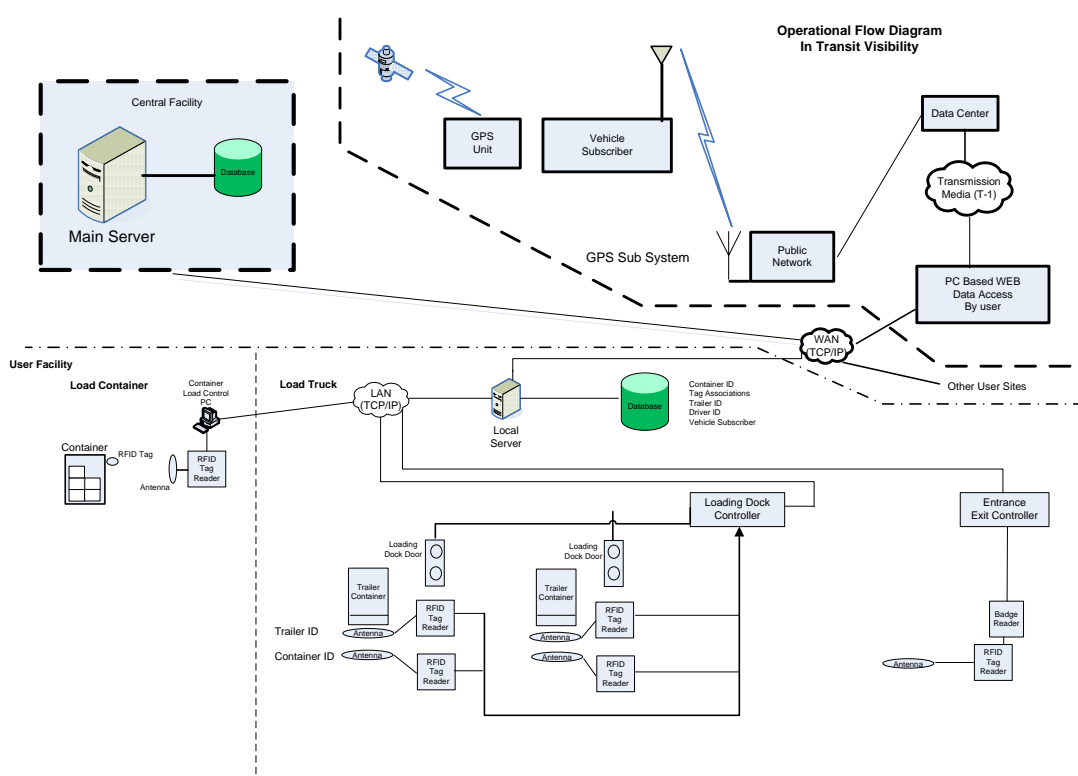 Operational Flow Diagram
In Transit Visibility
Central Facility
Database
Main Server
GPS
Unit
Vehicle
Subscriber
Data Center
Transmission
Media (T-1)
Public
Network
GPS Sub System
PC Based WEB
Data Access
By user
WAN
(TCP/IP)
Other User Sites
User Facility
Load Container
Container
Load Control
PC
Container
RFID Tag
Antenna
RFID
Tag
Reader
Load Truck
LAN
(TCP/IP)
Local
Server
Database
Container ID
Tag Associations
Trailer ID
Driver ID
Vehicle Subscriber
Loading Dock
Controller
Entrance
Exit Controller
Loading
Dock Door
Loading
Dock Door
Trailer
Container
Trailer
Container
RFID
Tag
Reader
RFID
Tag
Reader
Trailer ID
Antenna
Antenna
Container ID
Antenna
Antenna
RFID
Tag
Reader
RFID
Tag
Reader
Badge
Reader
Antenna
RFID
Tag
Reader